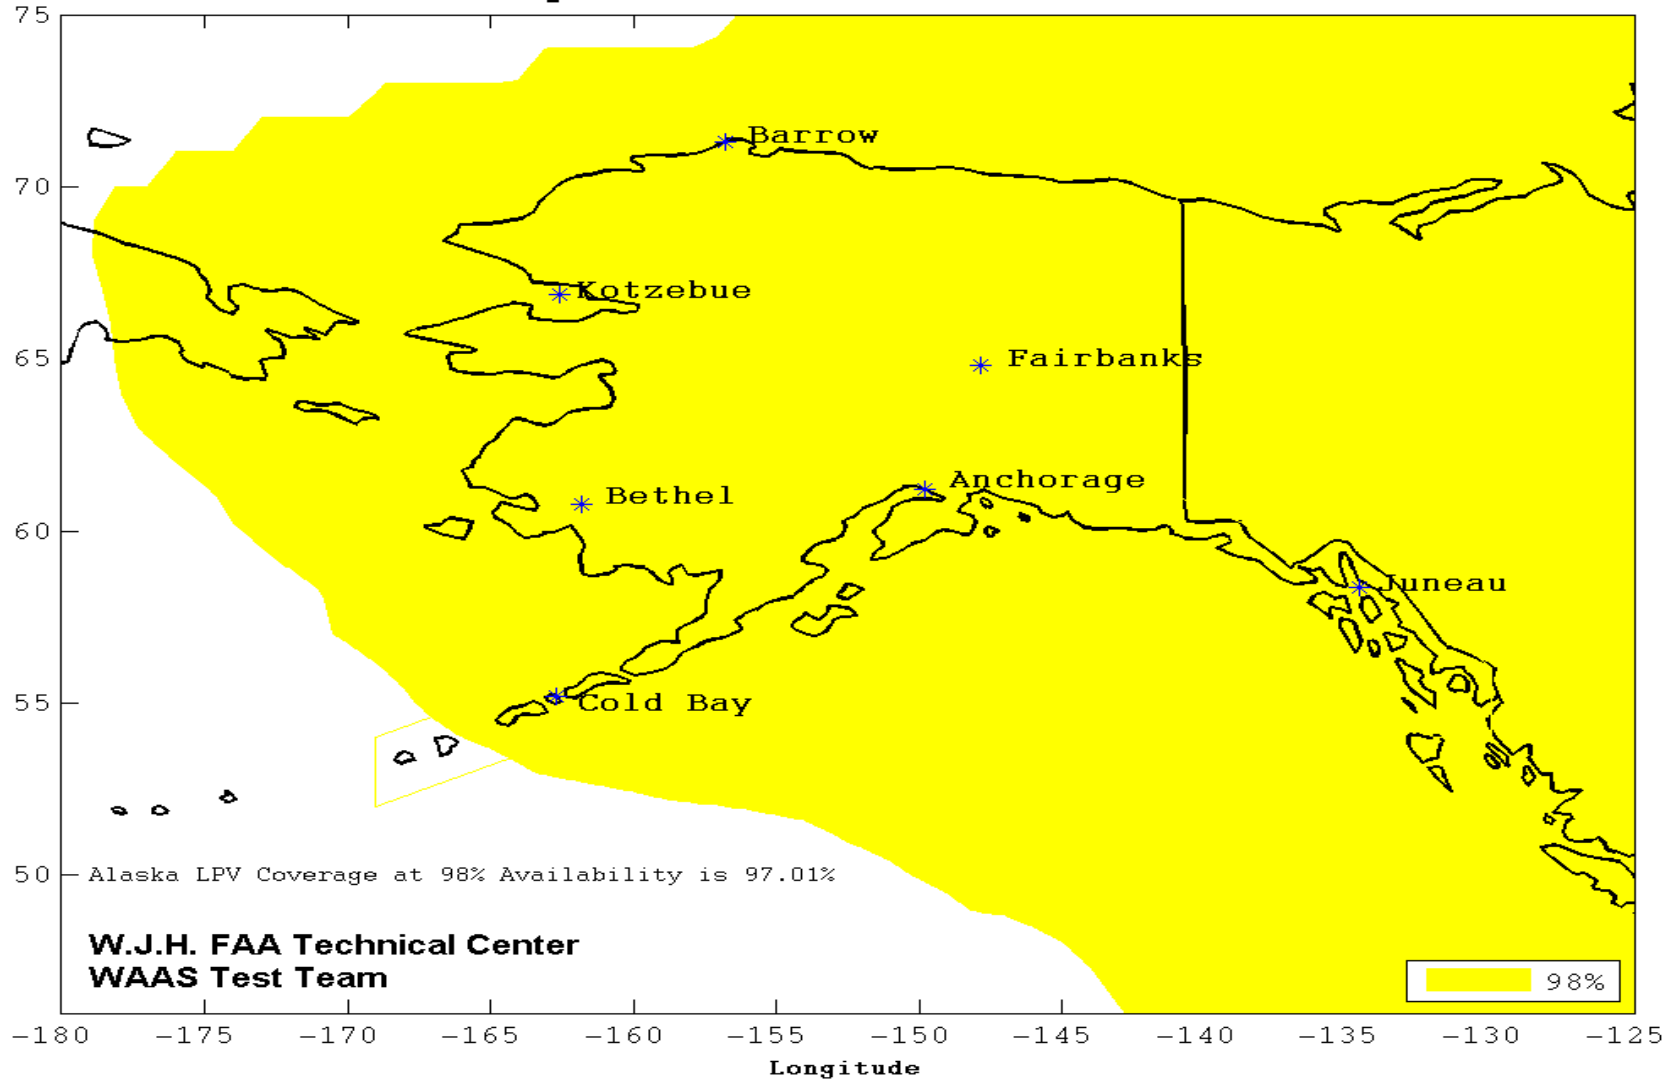 75
70
65
60
55
50
Barrow
Kotzebue
Fairbanks
Bethel
Anchorage
Juneau
Cold Bay
Alaska LPV Coverage at 98% Availability is 97.01%
W.J.H. FAA Technical Center
WAAS Test Team
98%
-180 -175 -170 -165 -160 -155 -150 -145 -140 -135 -130 -125
Longitude